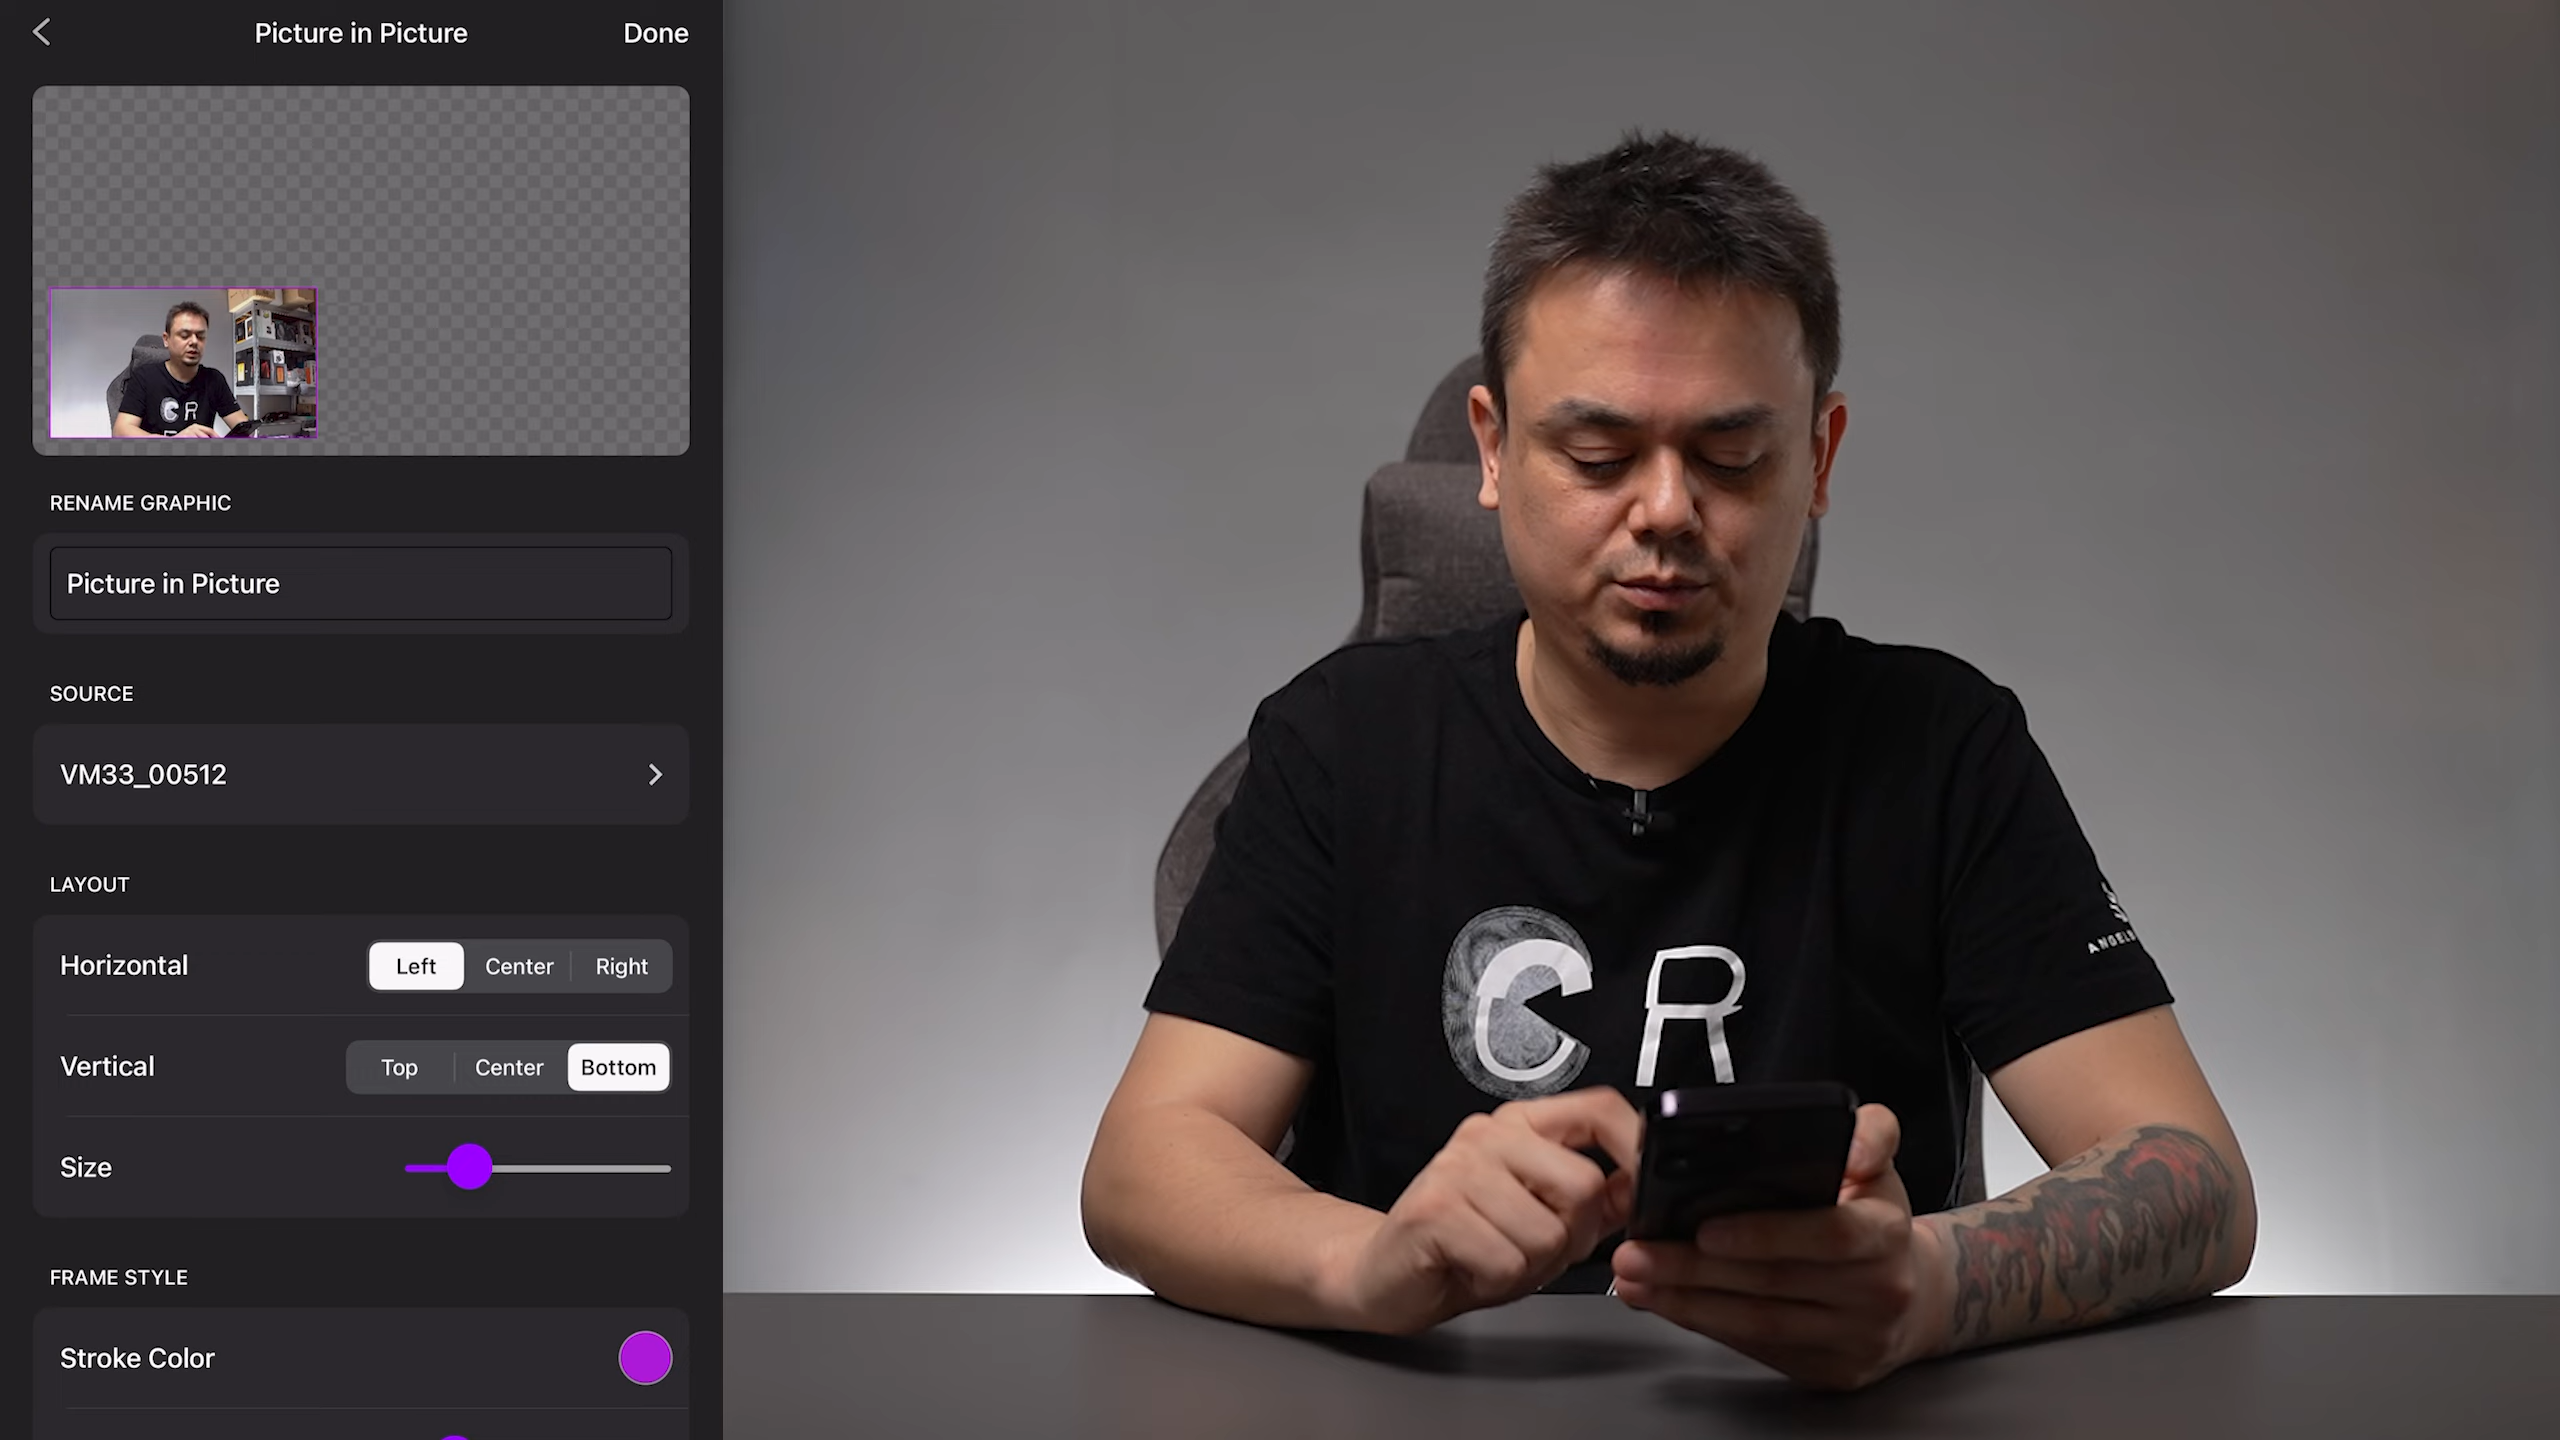 Picture in Picture
Done
RENAME GRAPHIC
Picture in Picture
SOURCE
VM33_00512
LAYOUT
Horizontal
Left
Center
Right
Vertical
Top
Center
Bottom
Size
FRAME STYLE
Stroke Color
C R
C R